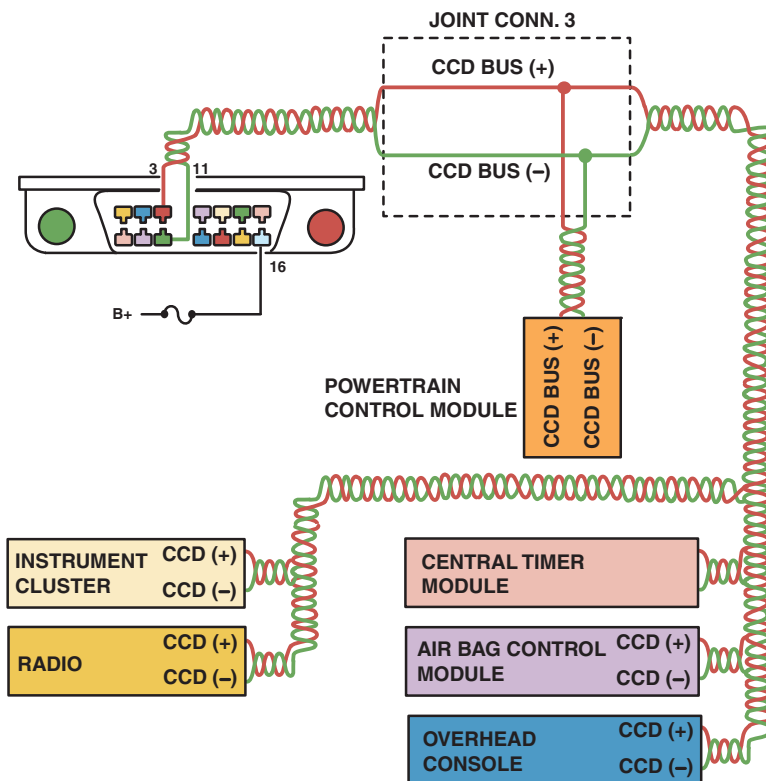 JOINT CONN. 3
CCD BUS (+)
CCD BUS (–)
3
11
16
B+
POWERTRAIN
CONTROL MODULE
CCD BUS (+)
CCD BUS (–)
INSTRUMENT
CLUSTER
CCD (+)
CCD (–)
RADIO
CCD (+)
CCD (–)
CENTRAL TIMER
MODULE
AIR BAG CONTROL
MODULE
CCD (+)
CCD (–)
OVERHEAD
CONSOLE
CCD (+)
CCD (–)